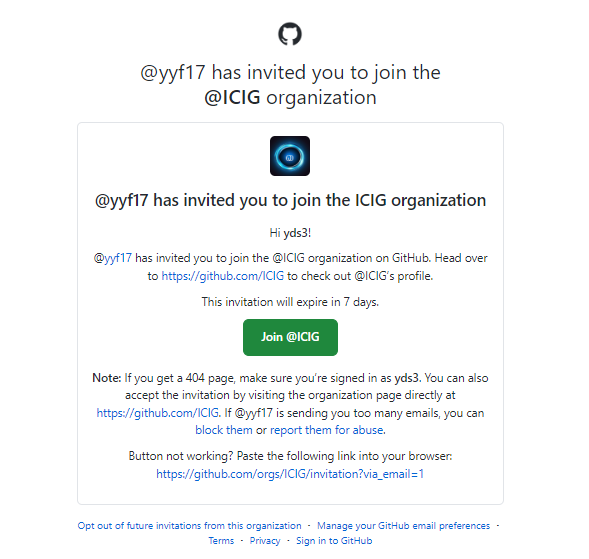 @yyf17 has invited you to join the
@ICIG organization
@yyf17 has invited you to join the ICIG organization
Hi yds3!
@yyf17 has invited you to join the @ICIG organization on GitHub. Head over
to https://github.com/ICIG to check out @ICIG's profile.
This invitation will expire in 7 days.
Join @ICIG
Note: If you get a 404 page, make sure you're signed in as yds3. You can also
accept the invitation by visiting the organization page directly at
https://github.com/ICIG. If @yyf17 is sending you too many emails, you can
block them or report them for abuse.
Button not working? Paste the following link into your browser:
https://github.com/orgs/ICIG/invitation?via_email=1
Opt out of future invitations from this organization · Manage your GitHub email preferences ·
Terms · Privacy · Sign in to GitHub